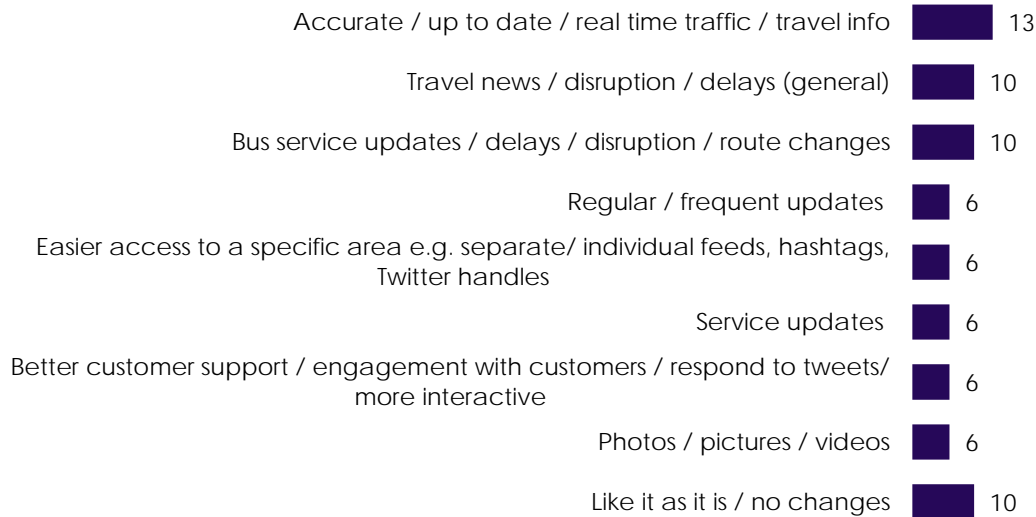 Accurate / up to date / real time traffic / travel info 13
Travel news / disruption / delays (general) 10
Bus service updates / delays / disruption / route changes 10
Regular / frequent updates 6
Easier access to a specific area e.g. separate/ individual feeds, hashtags,
Twitter handles 6
Service updates 6
Better customer support / engagement with customers / respond to tweets/
more interactive 6
Photos / pictures / videos 6
Like it as it is / no changes 10